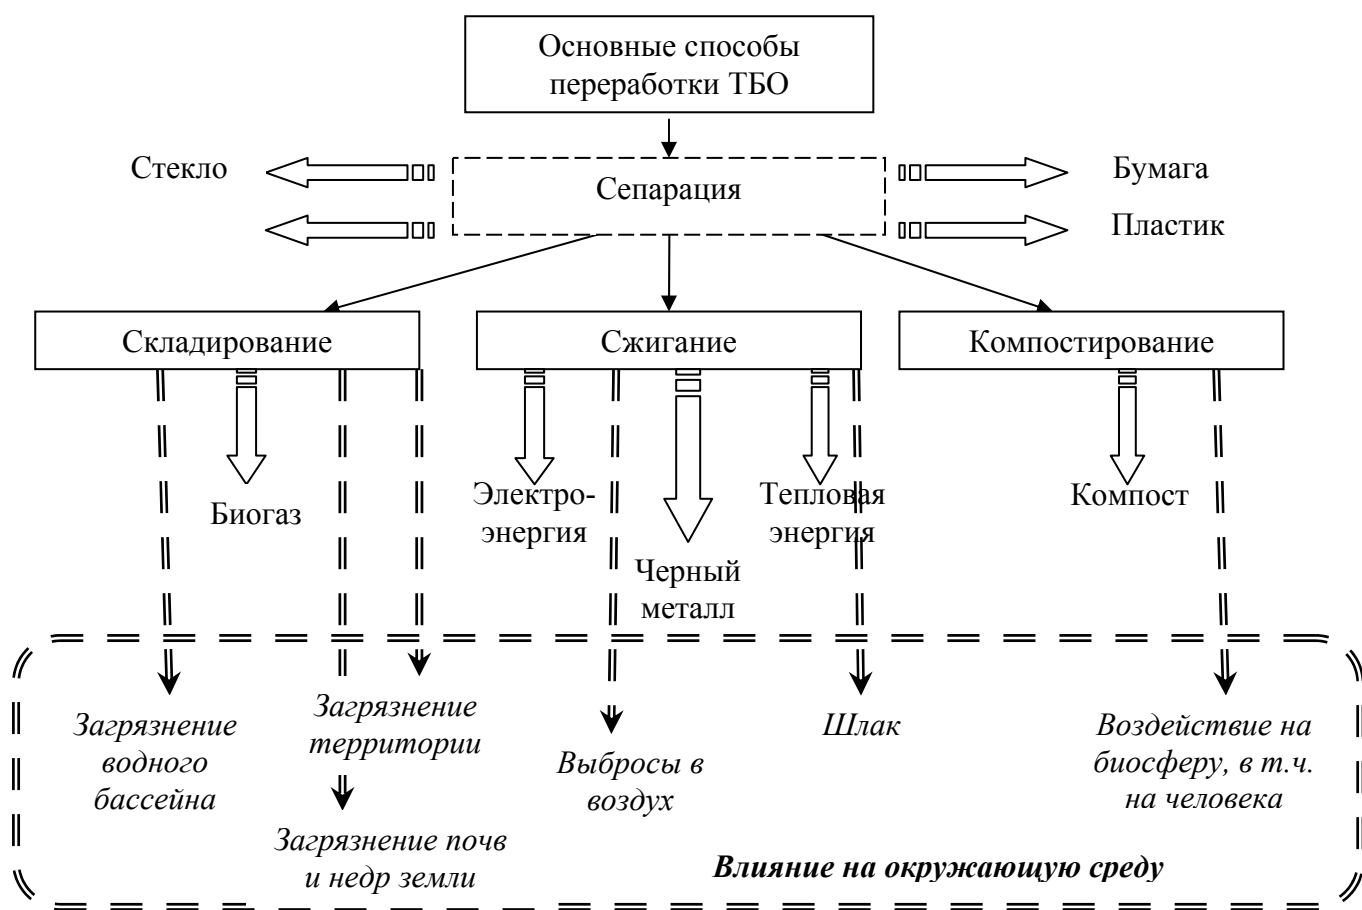 Основные способы
переработки ТБО
Стекло
Сепарация
Бумага
Пластик
Складирование
Сжигание
Компостирование
Биогаз
Электро-
энергия
Черный
металл
Тепловая
энергия
Компост
Загрязнение
водного
бассейна
Загрязнение
территории
Загрязнение почв
и недр земли
Выбросы в
воздух
Шлак
Воздействие на
биосферу, в т.ч.
на человека
Влияние на окружающую среду